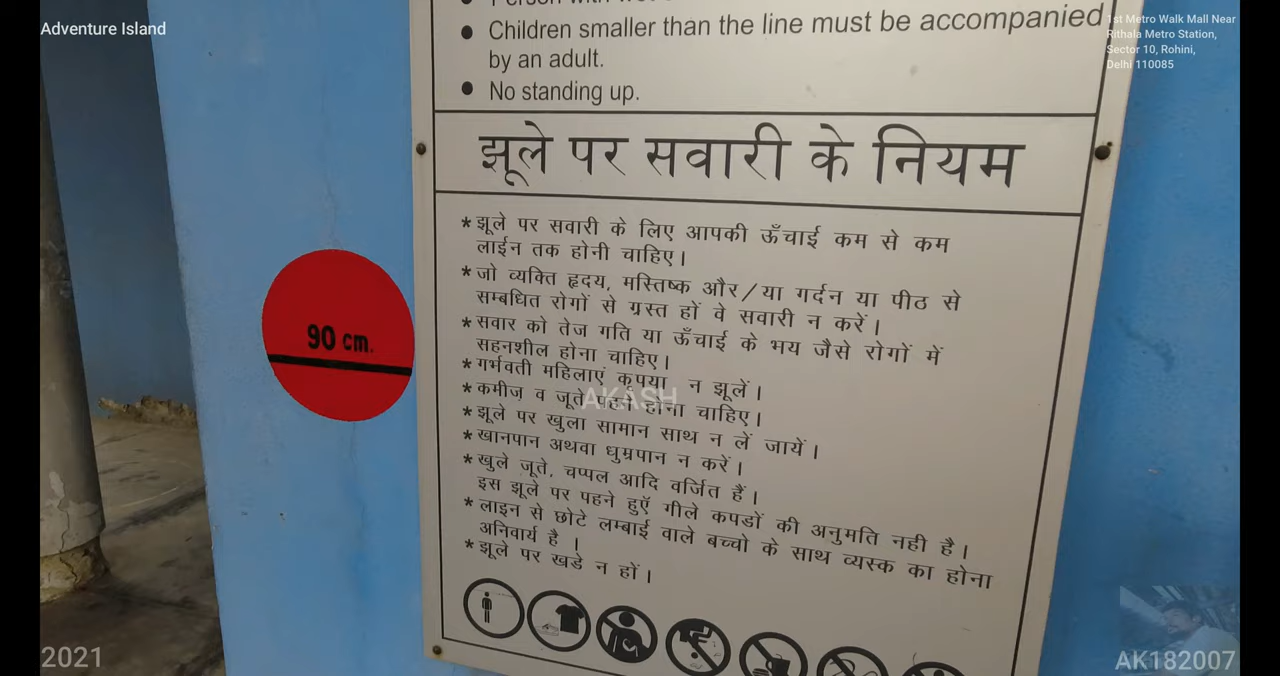 Adventure Island
1st Metro Walk Mall Near
Rithala Metro Station,
Sector 10, Rohini,
Delhi 110085
Person with
● Children smaller than the line must be accompanied
by an adult.
● No standing up.
झूले पर सवारी के नियम
* झूले पर सवारी के लिए आपकी ऊँचाई कम से कम
लाईन तक होनी चाहिए।
* जो व्यक्ति हृदय, मस्तिष्क और/या गर्दन या पीठ से
सम्बधित रोगों से ग्रस्त हों वे सवारी न करें।
* सवार को तेज गति या ऊँचाई के भय जैसे रोगों में
सहनशील होना चाहिए।
* गर्भवती महिलाएं कृपया न झूलें।
* कमीज़ व जूते पहने होना चाहिए।
* झूले पर खुला सामान साथ न लें जायें।
* खानपान अथवा धुम्रपान न करें।
* खुले जूते, चप्पल आदि वर्जित हैं।
इस झूले पर पहने हुएॅ गीले कपडों की अनुमति नही है।
* लाइन से छोटे लम्बाई वाले बच्चो के साथ व्यस्क का होना
अनिवार्य है ।
* झूले पर खडे न हों।
90 cm.
AKASH
2021
AK182007